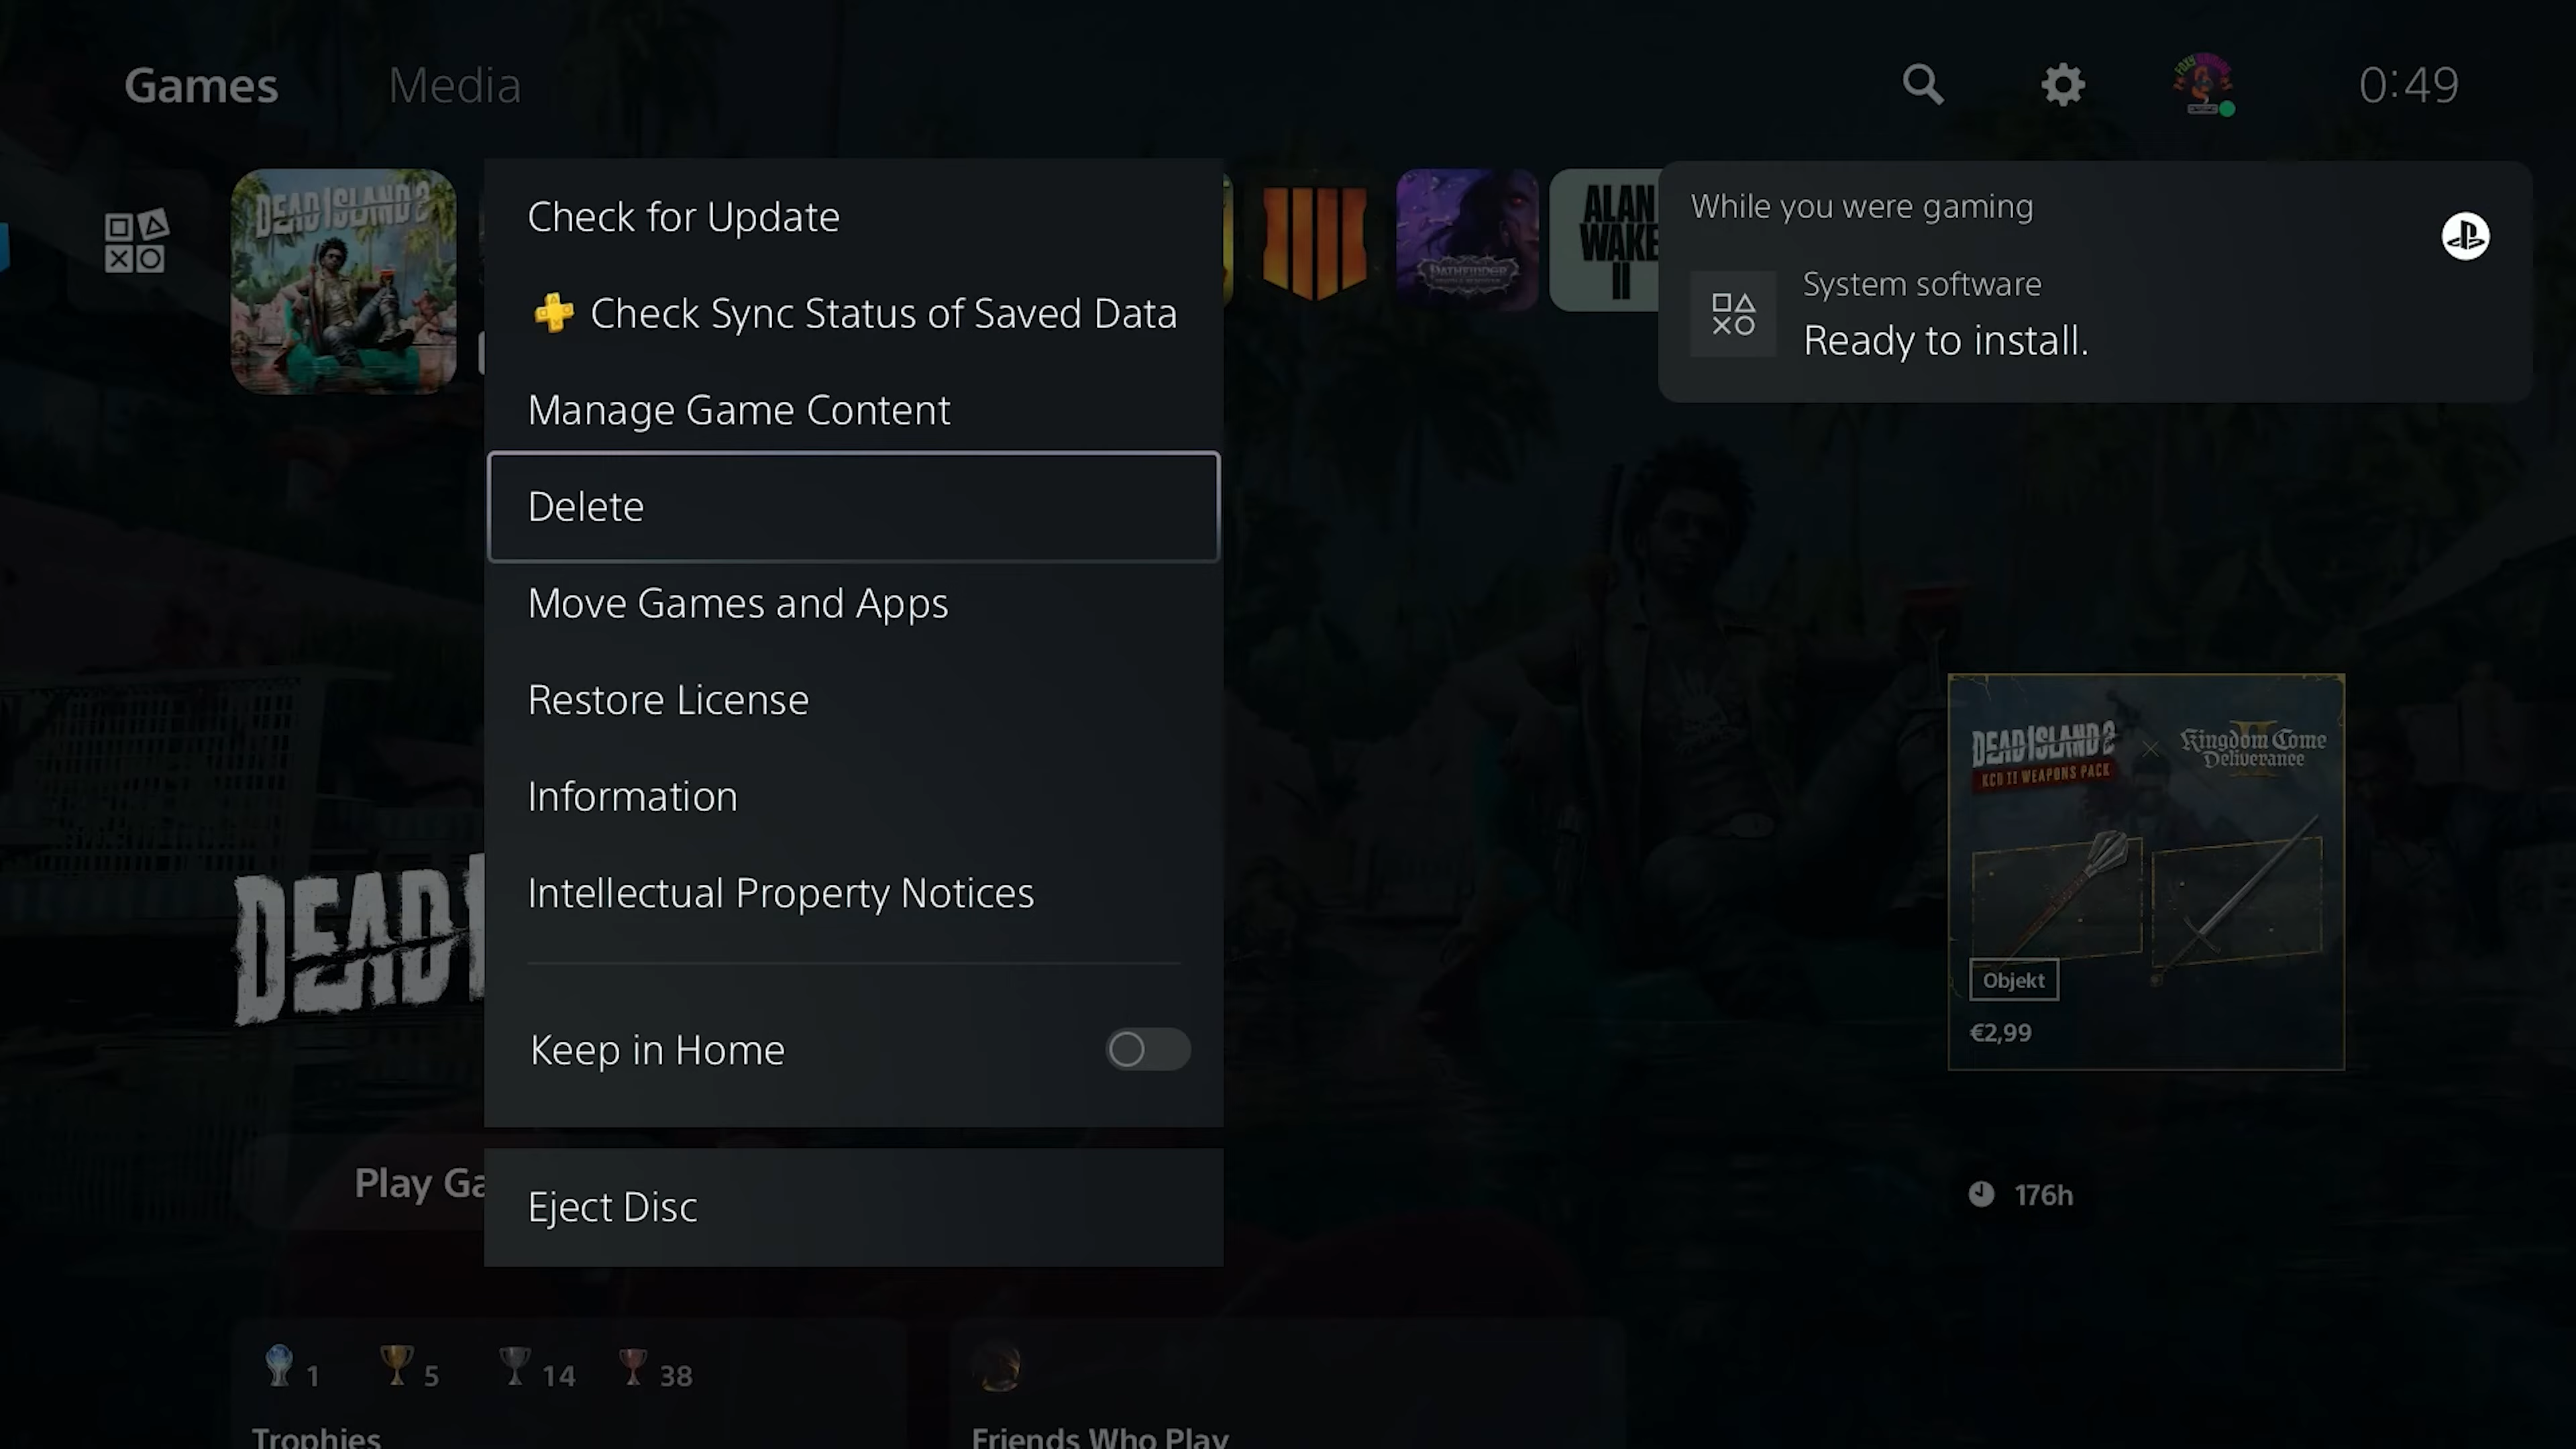 Games
Media
0:49
DEAD ISLAND 2
PATHFINDER
ALAN
WAKE
II
While you were gaming
System software
Ready to install.
Check for Update
Check Sync Status of Saved Data
Manage Game Content
Delete
Move Games and Apps
Restore License
Information
Intellectual Property Notices
Keep in Home
Eject Disc
DEAD
Play Ga
DEAD ISLAND 2
KCD II WEAPONS PACK
×
Kingdom Come
Deliverance
II
Objekt
€2,99
176h
1
5
14
38
Trophies
Friends Who Play